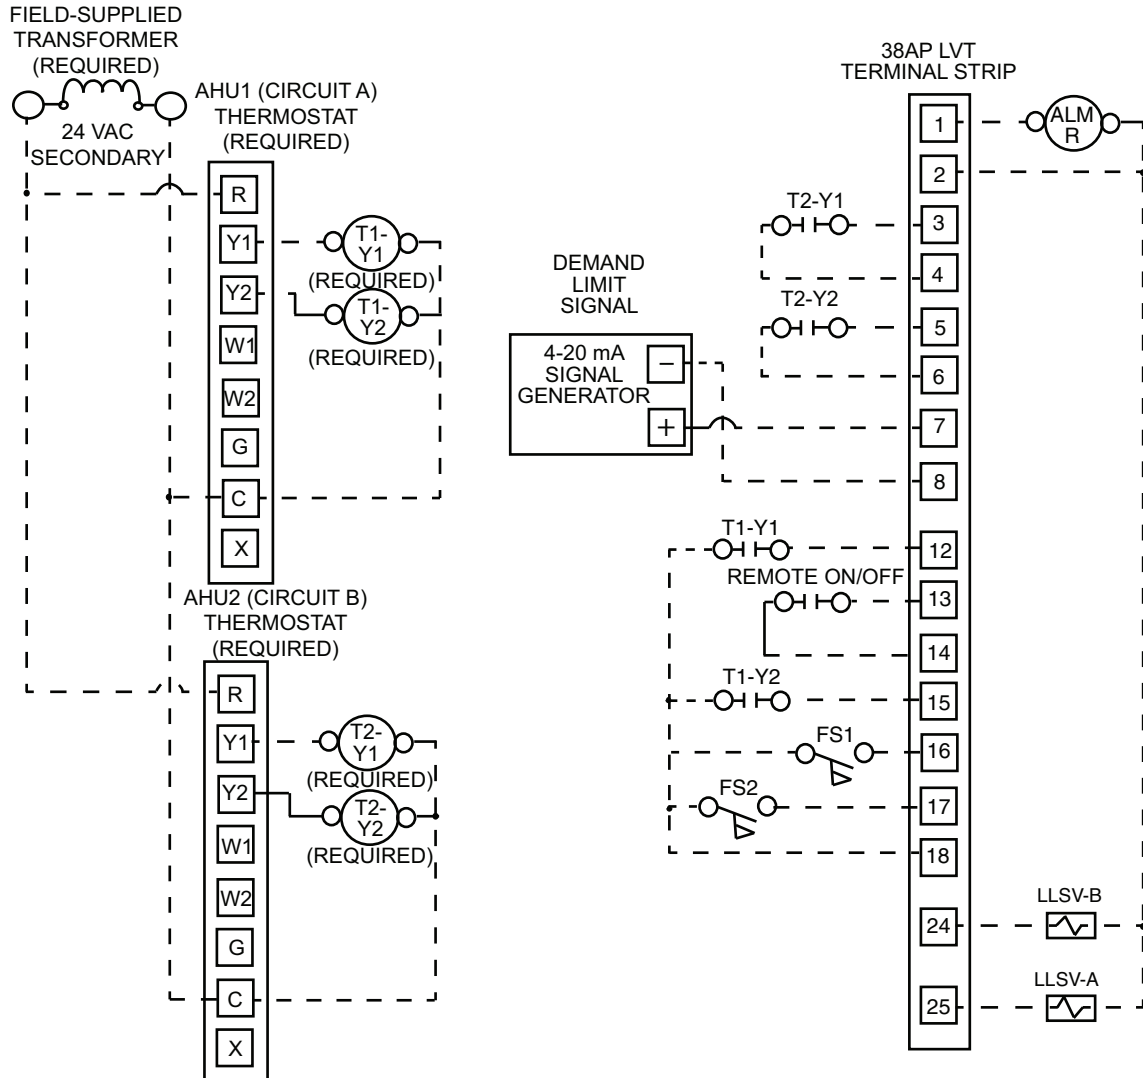 FIELD-SUPPLIED
TRANSFORMER
(REQUIRED)
24 VAC
SECONDARY
AHU1 (CIRCUIT A)
THERMOSTAT
(REQUIRED)
R
Y1
T1-
Y1
(REQUIRED)
Y2
T1-
Y2
(REQUIRED)
W1
W2
G
C
X
AHU2 (CIRCUIT B)
THERMOSTAT
(REQUIRED)
R
Y1
T2-
Y1
(REQUIRED)
Y2
T2-
Y2
(REQUIRED)
W1
W2
G
C
X
DEMAND
LIMIT
SIGNAL
4-20 mA
SIGNAL
GENERATOR
−
+
38AP LVT
TERMINAL STRIP
1
ALM
R
2
T2-Y1
3
4
T2-Y2
5
6
7
8
T1-Y1
12
REMOTE ON/OFF
13
14
T1-Y2
15
FS1
16
FS2
17
18
LLSV-B
24
LLSV-A
25